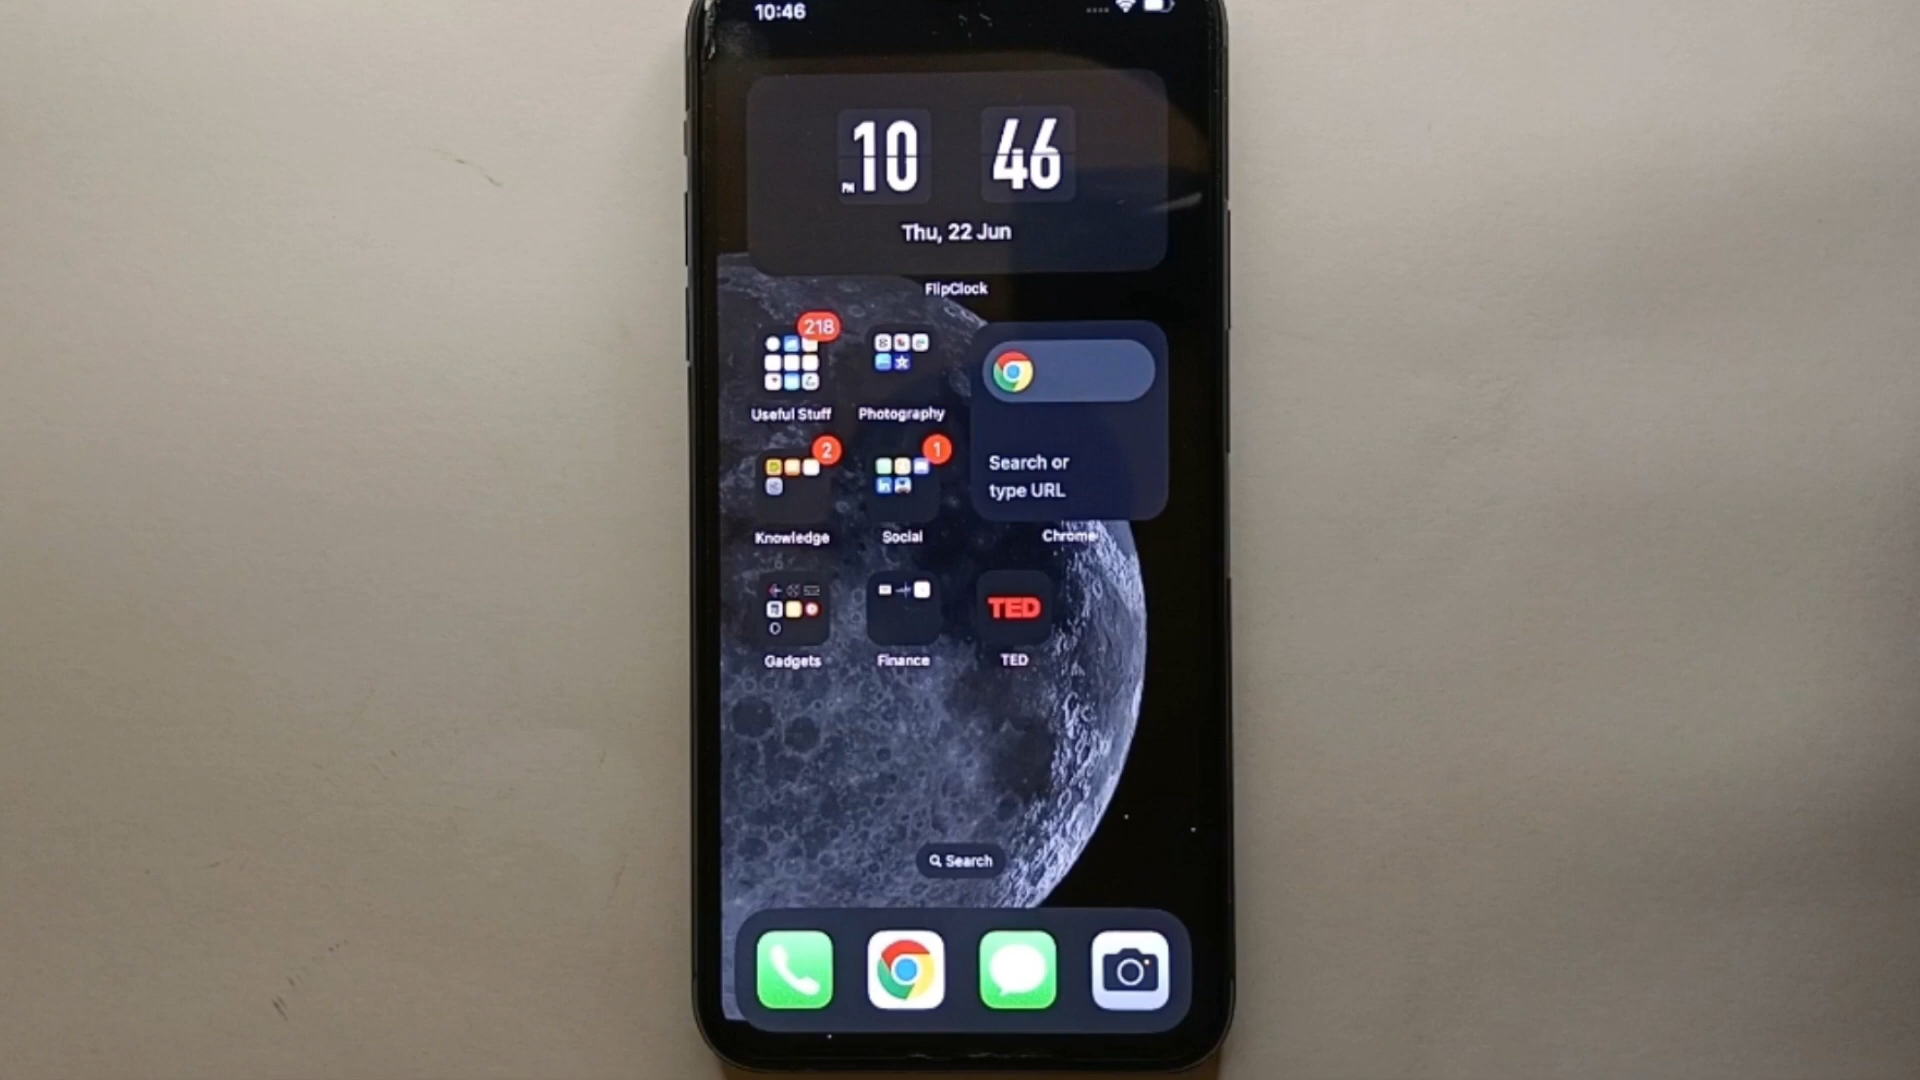 10:46
10 46
PM
Thu, 22 Jun
FlipClock
218
Useful Stuff
Photography
Search or
type URL
2
1
Knowledge
Social
Chrome
in
TED
Gadgets
Finance
TED
Search